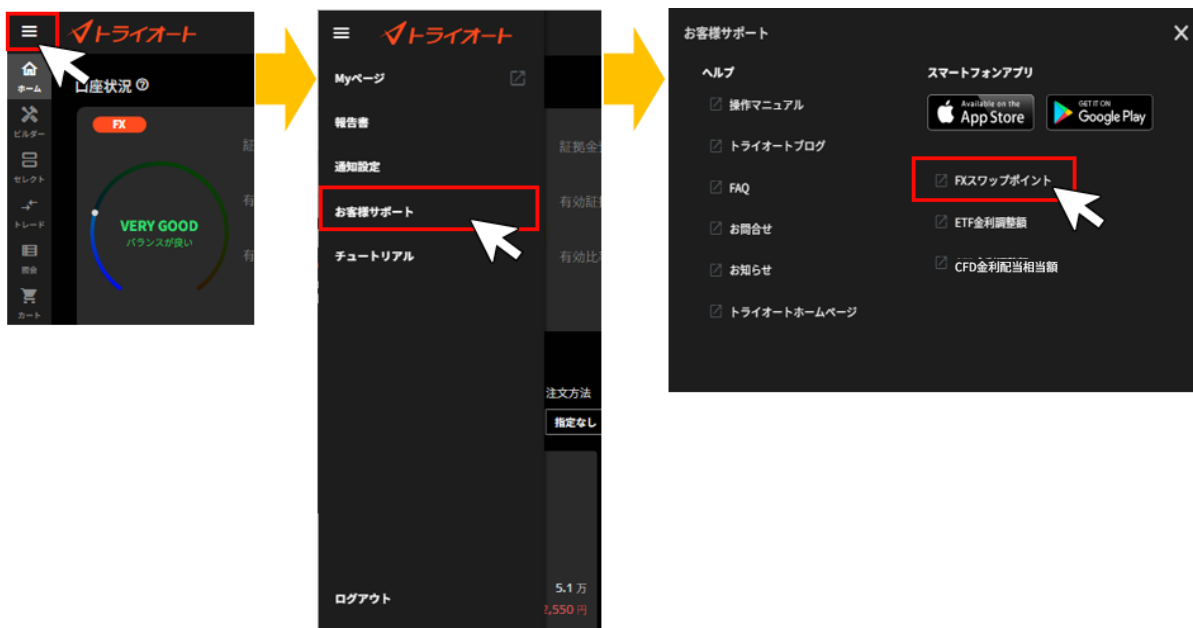 トライオート
口座状況
FX
VERY GOOD
バランスが良い
ホーム
ビルダー
セレクト
トレード
照会
カート
証
有
有
トライオート
Myページ
報告書
通知設定
お客様サポート
チュートリアル
ログアウト
証拠金
有効証
有効比
注文方法
指定なし
5.1 万
2,550 円
お客様サポート
ヘルプ
操作マニュアル
トライオートブログ
FAQ
お問合せ
お知らせ
トライオートホームページ
スマートフォンアプリ
Available on the
App Store
GET IT ON
Google Play
FXスワップポイント
ETF金利調整額
CFD金利配当相当額